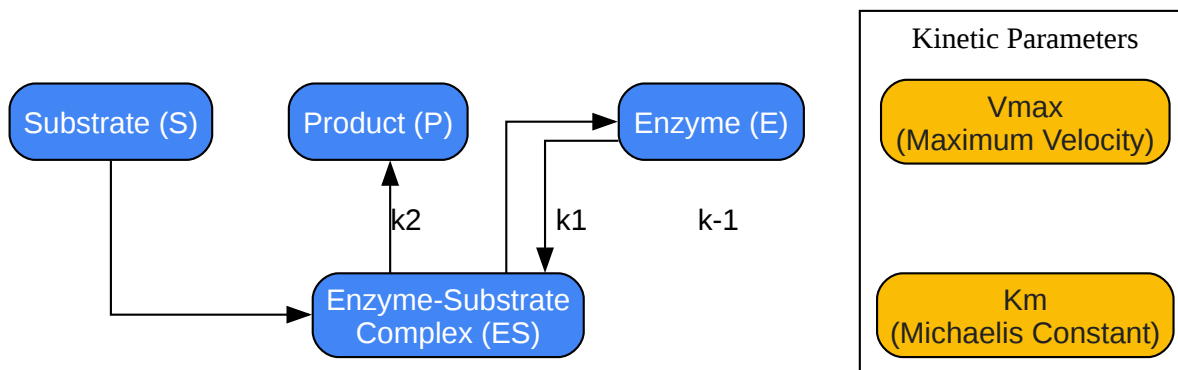 Kinetic Parameters
Substrate (S)
Product (P)
Enzyme (E)
Vmax
(Maximum Velocity)
k2
k1
k-1
Enzyme-Substrate
Complex (ES)
Km
(Michaelis Constant)